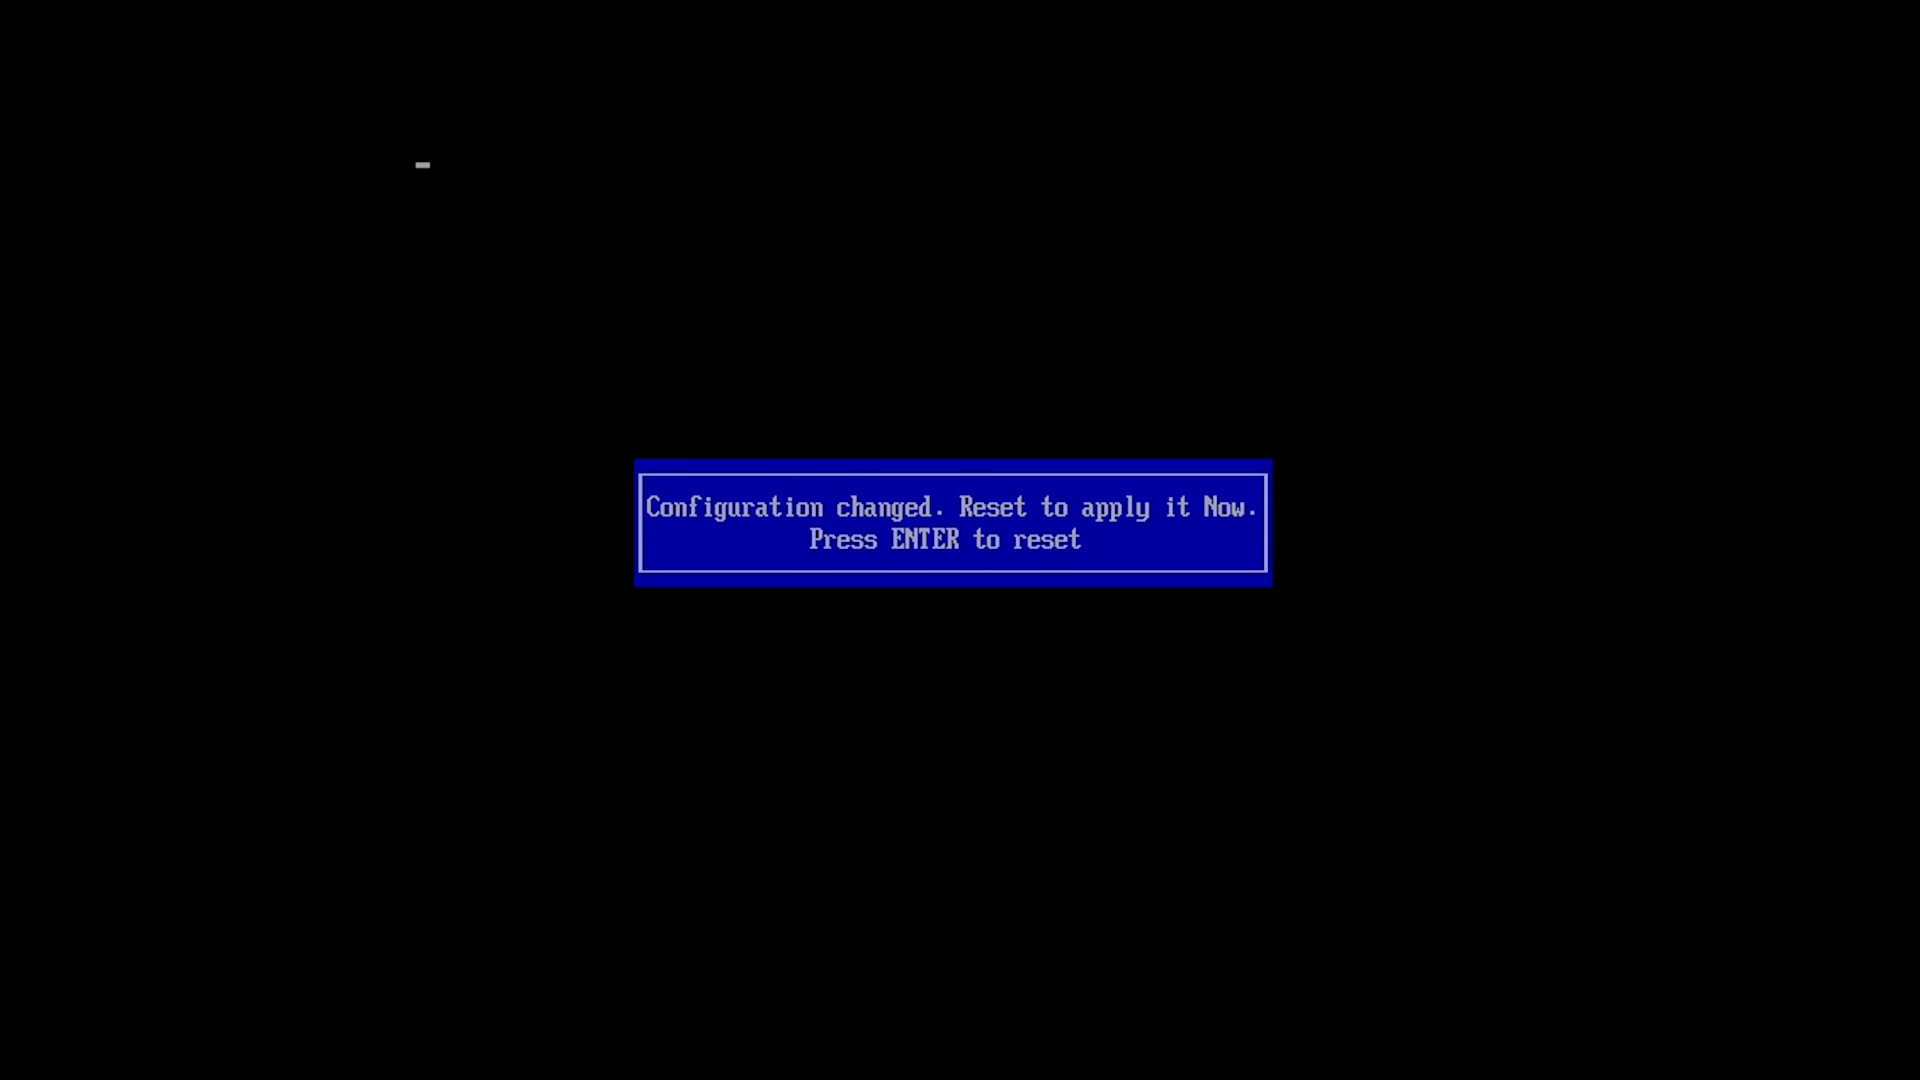 Configuration changed. Reset to apply it Now.
Press ENTER to reset